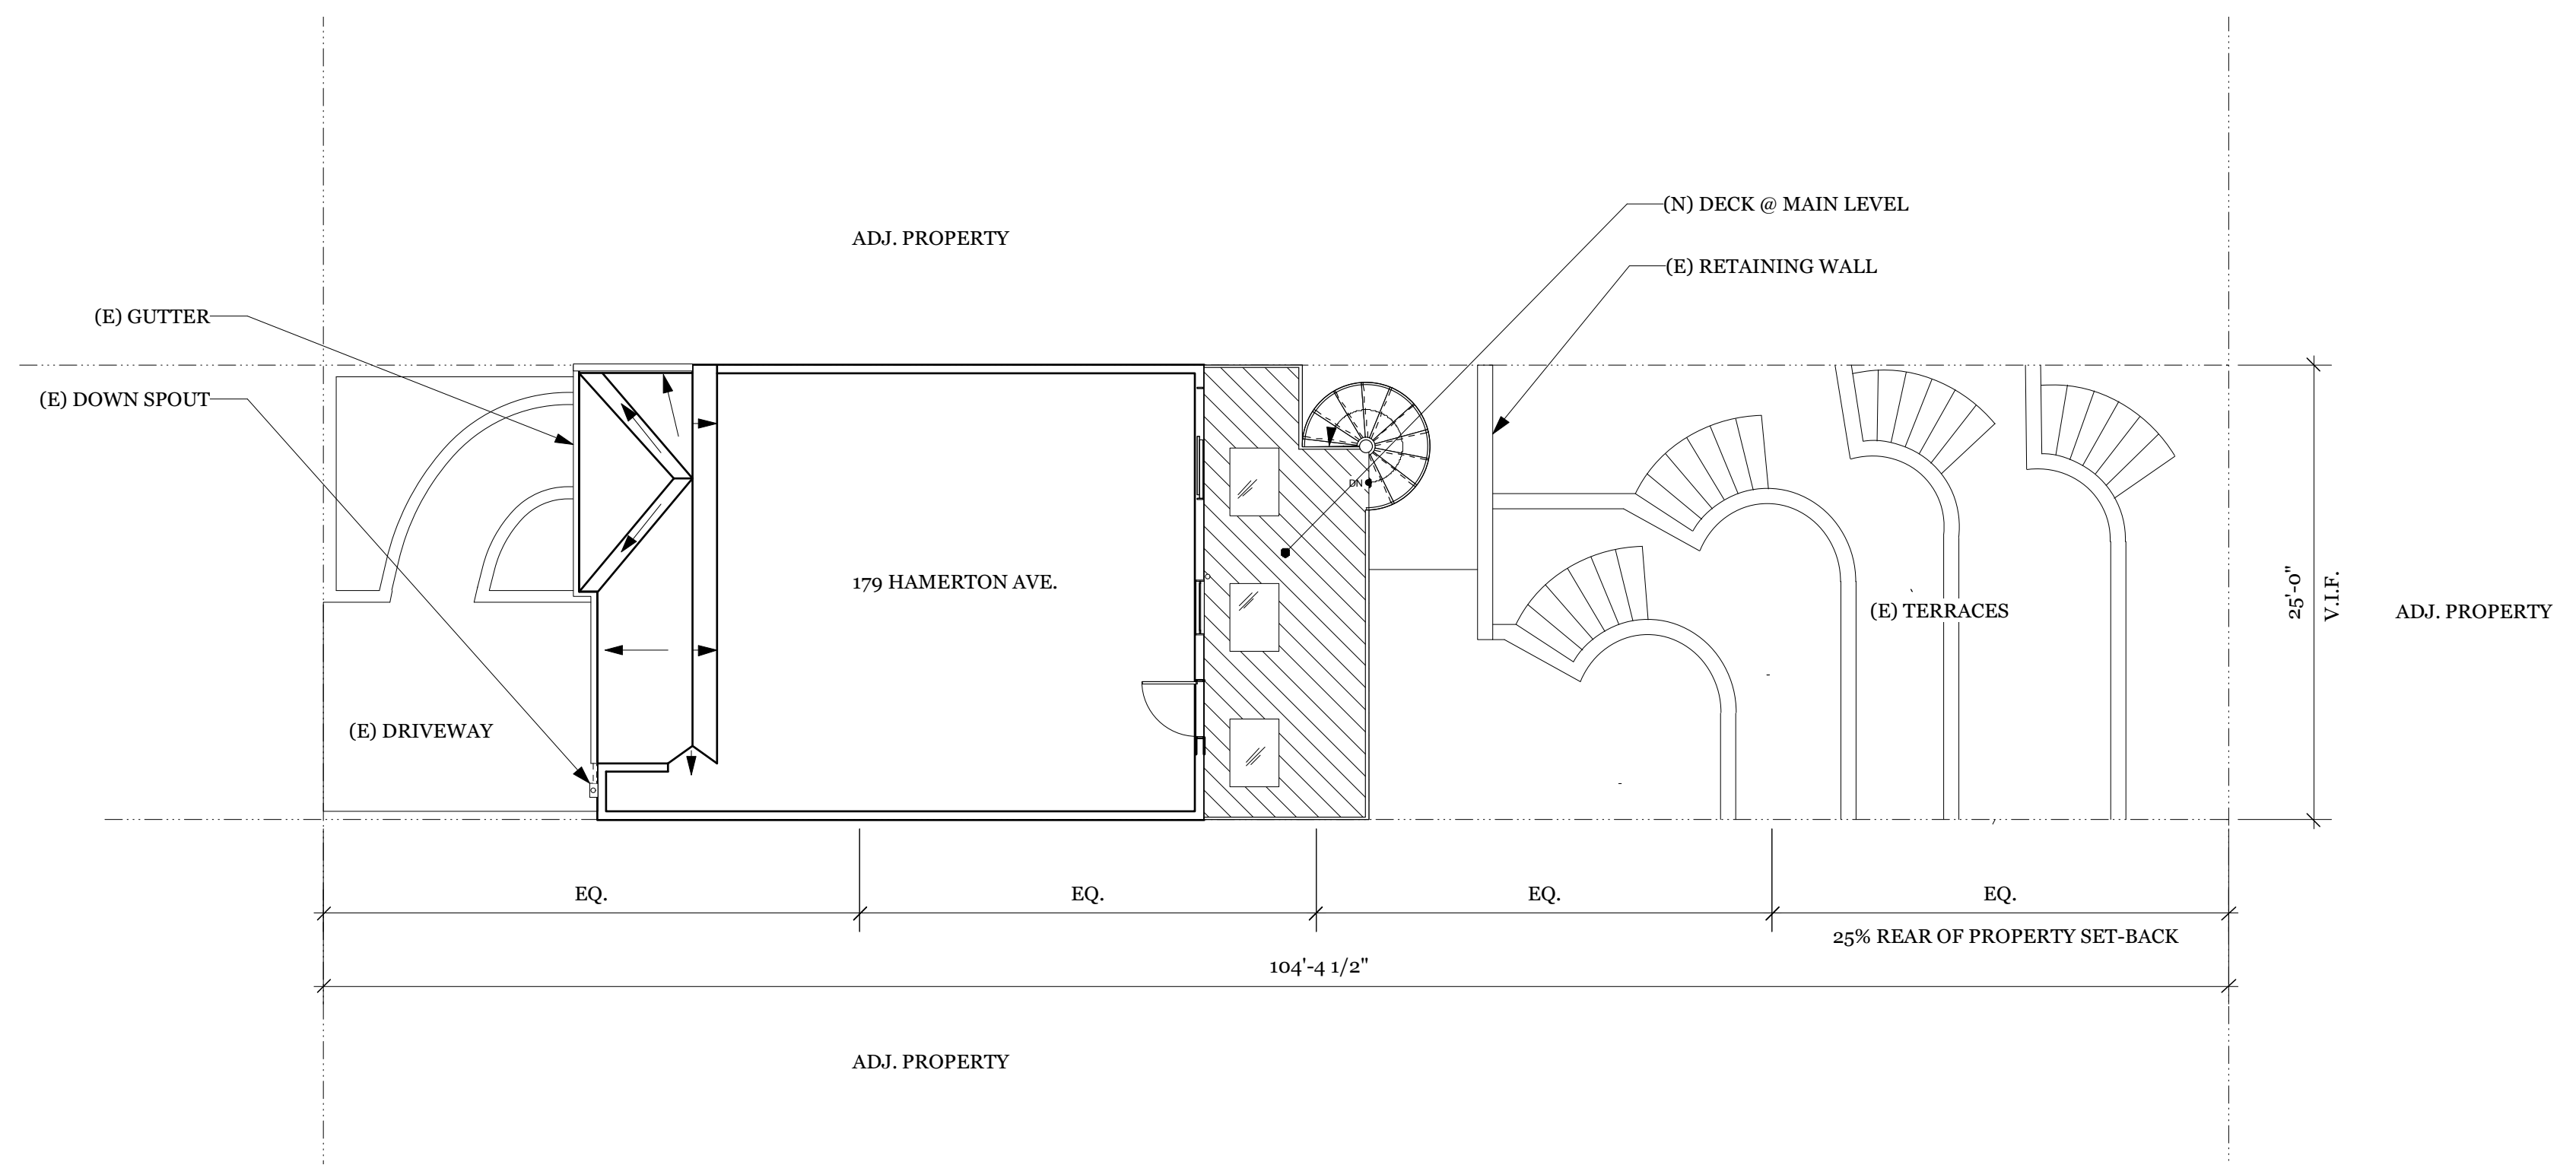 (N) DECK @ MAIN LEVEL
ADJ. PROPERTY
(E) RETAINING WALL
(E) GUTTER
(E) DOWN SPOUT
DN
179 HAMERTON AVE.
25'-0"
V.I.F.
(E) TERRACES
ADJ. PROPERTY
(E) DRIVEWAY
EQ.
EQ.
EQ.
EQ.
25% REAR OF PROPERTY SET-BACK
104'-4 1/2"
ADJ. PROPERTY